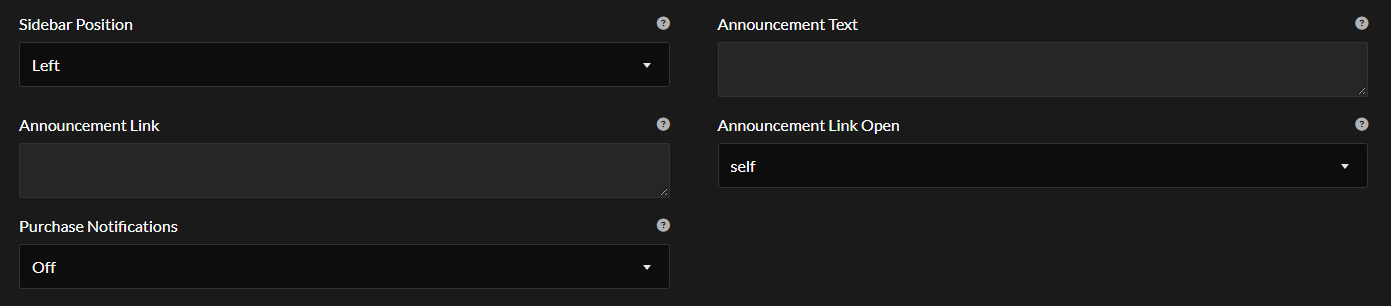 Sidebar Position
Left
Announcement Text
Announcement Link
Announcement Link Open
self
Purchase Notifications
Off